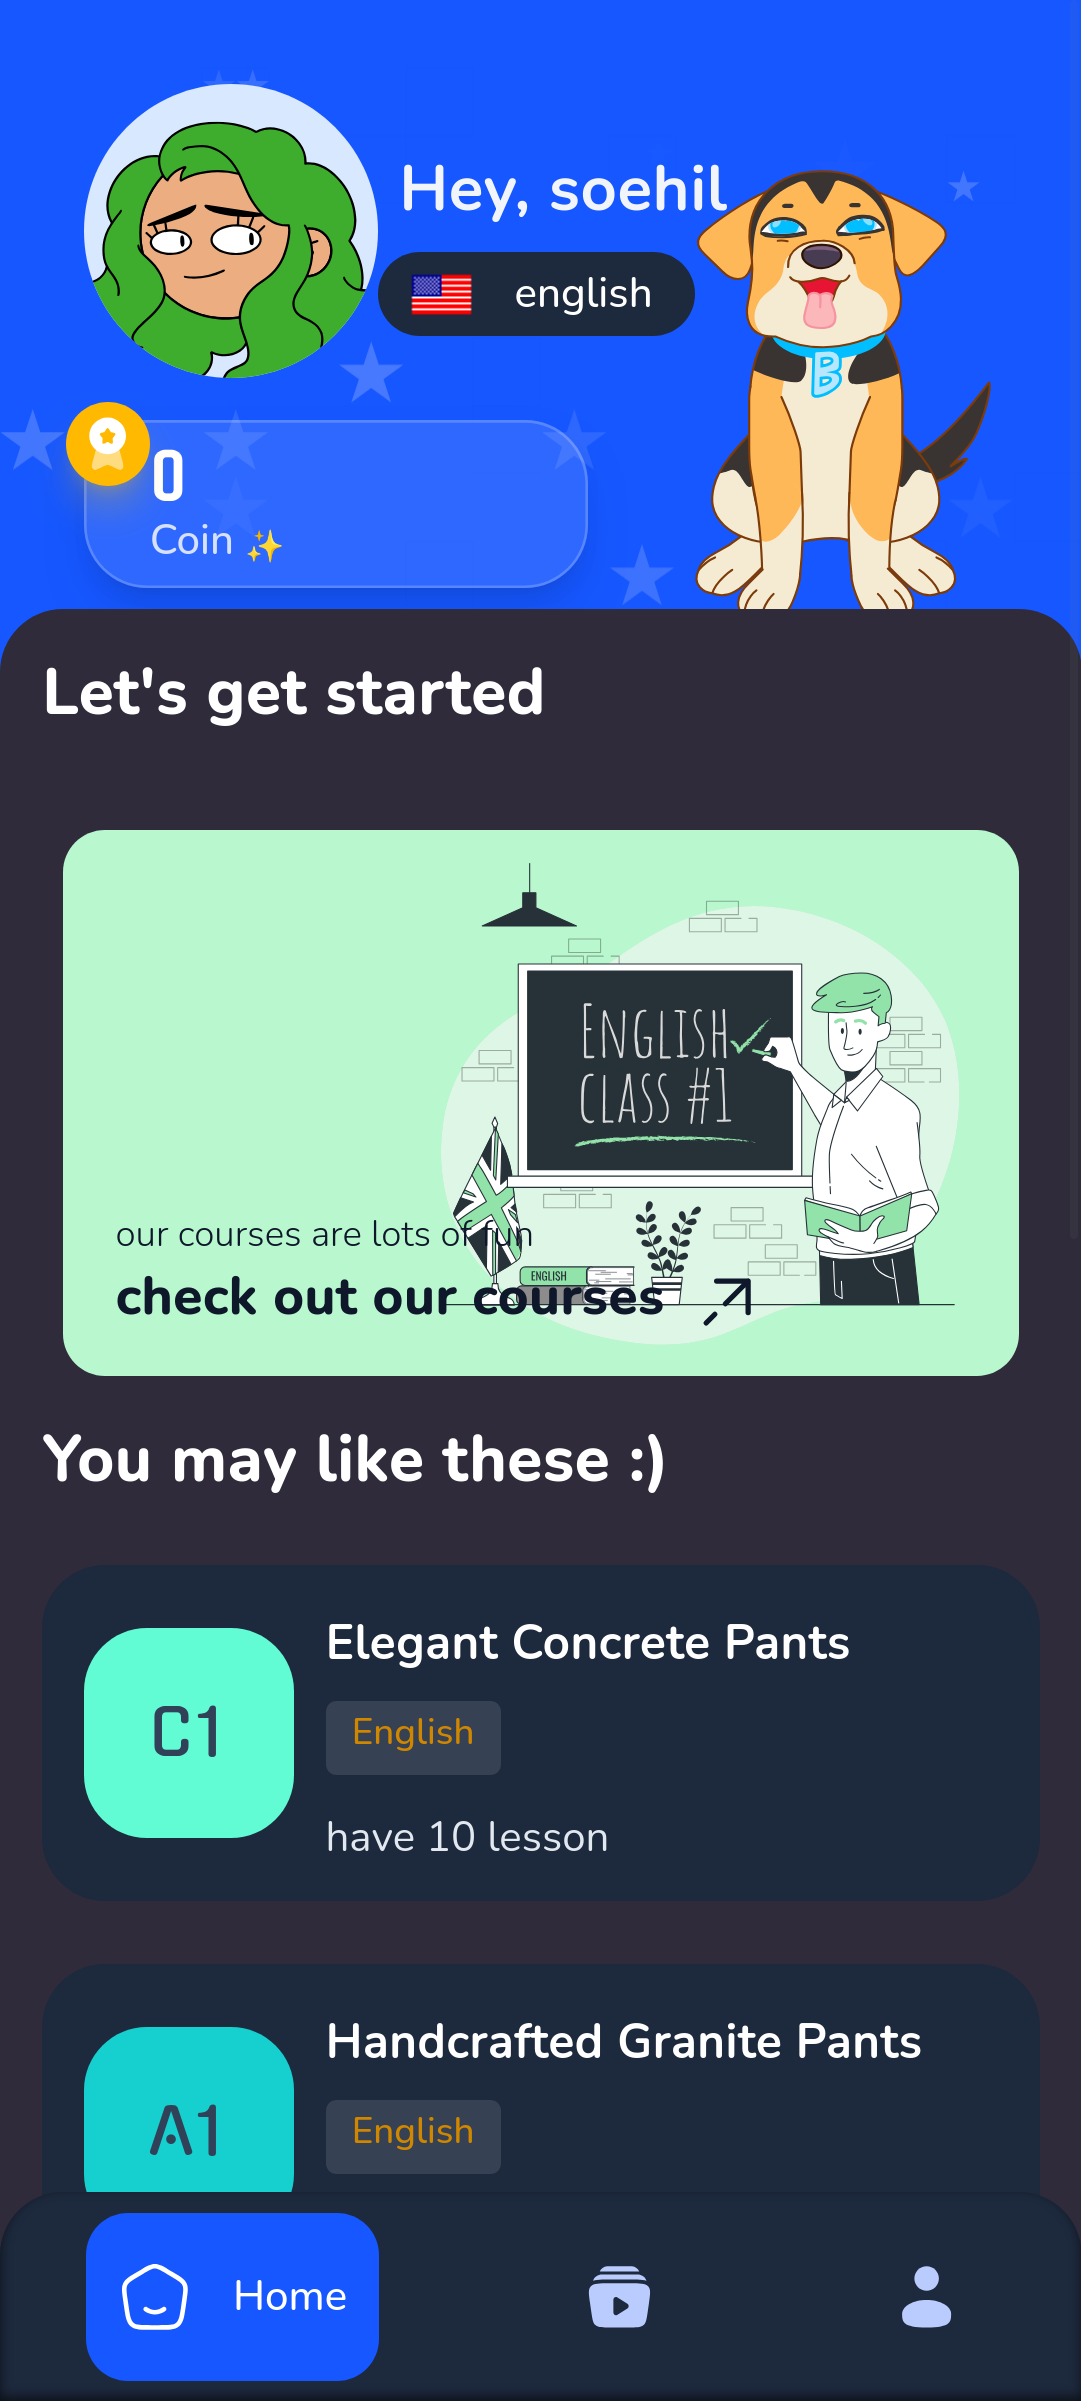 Hey, soehil
english
B
0
Coin ✨
Let's get started
ENGLISH
CLASS #1
our courses are lots of fun
ENGLISH
check out our courses
You may like these :)
Elegant Concrete Pants
C1
English
have 10 lesson
Handcrafted Granite Pants
A1
English
Home